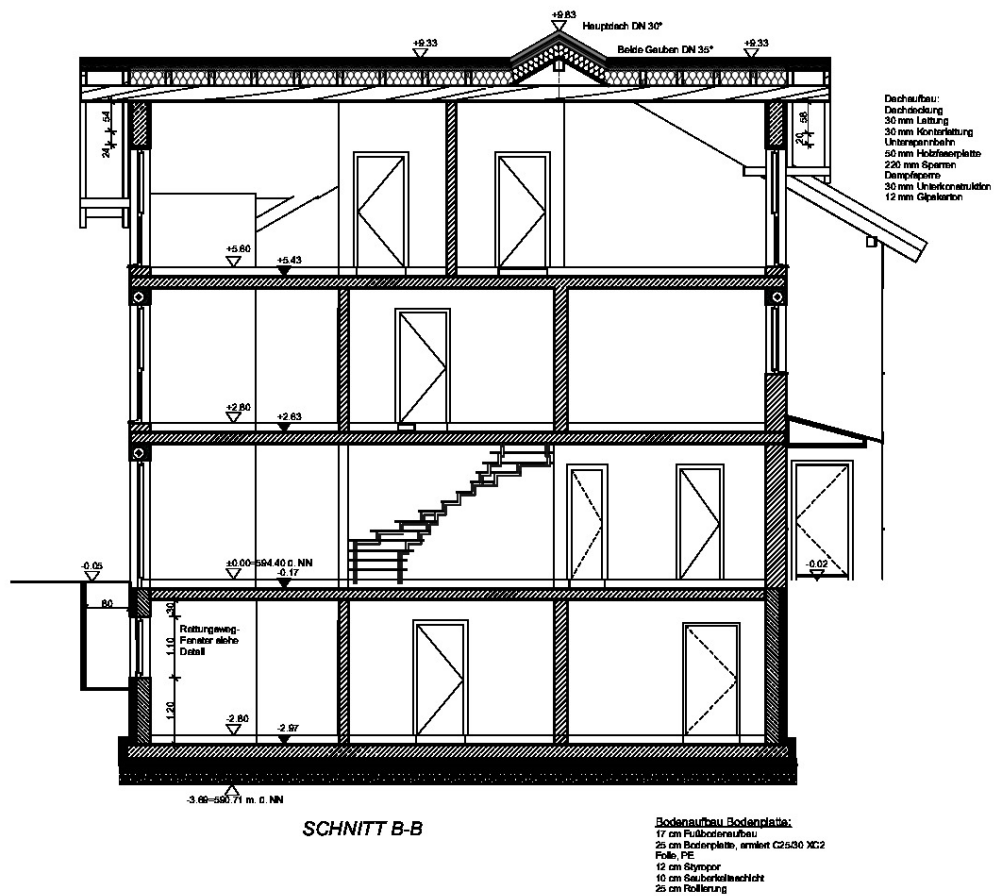 +9.83
Hauptdach DN 30°
+9.33
Beide Gauben DN 35°
+9.33
Dachaufbau:
Dachdeckung
30 mm Lattung
30 mm Konterlattung
Unterspannbahn
50 mm Holzfaserplatte
220 mm Sparren
Dampfsperre
30 mm Unterkonstruktion
12 mm Gipskarton
54
24
58
20
+5.60
+5.43
+2.80
+2.63
-0.05
±0.00=594.40 ü. NN
-0.17
-0.02
80
30
1.10
1.20
Rettungsweg-
Fenster siehe
Detail
-2.80
-2.97
-3.69=590.71 m. ü. NN
SCHNITT B-B
Bodenaufbau Bodenplatte:
17 cm Fußbodenaufbau
25 cm Bodenplatte, armiert C25/30 XC2
Folie, PE
12 cm Styropor
10 cm Sauberkeitsschicht
25 cm Rollierung